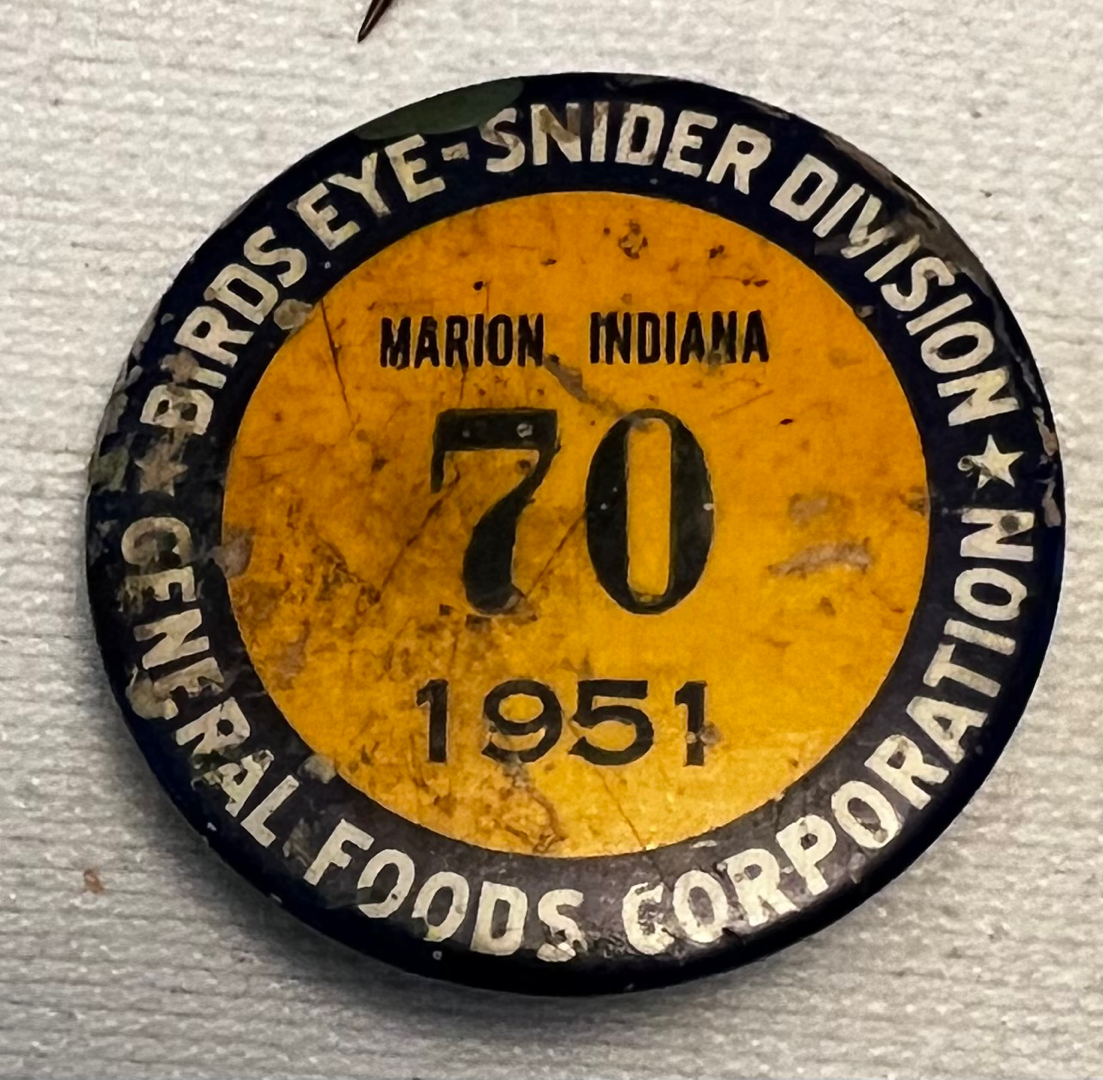 BIRDS EYE-SNIDER DIVISION
MARION INDIANA
70
1951
GENERAL FOODS CORPORATION